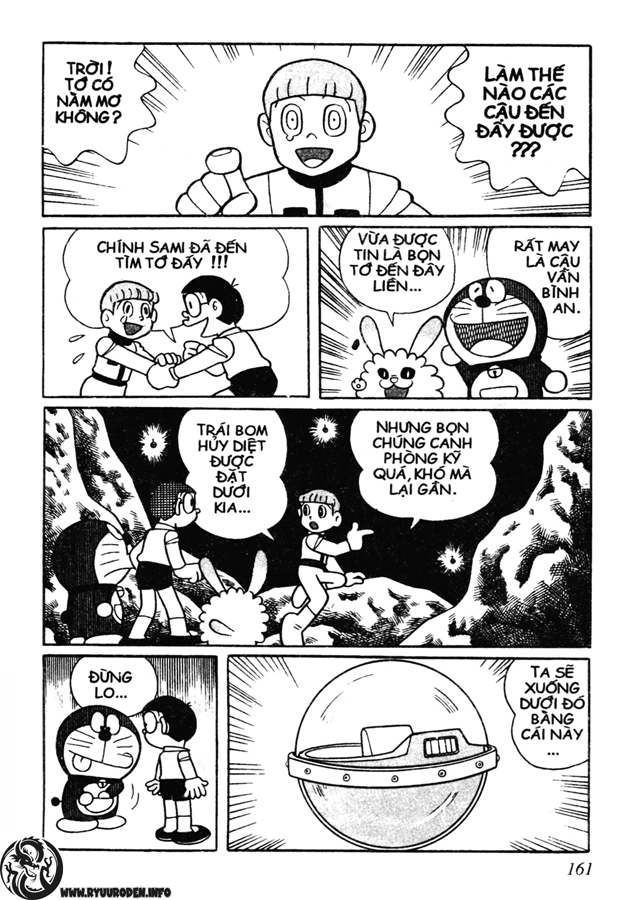 TRỜI!
TỚ CÓ
NẰM MƠ
KHÔNG?
LÀM THẾ
NÀO CÁC
CẬU ĐẾN
ĐẤY ĐƯỢC
???
CHÍNH SAMI ĐÃ ĐẾN
TÌM TỚ ĐẤY !!!
VỪA ĐƯỢC
TIN LÀ BỌN
TỚ ĐẾN ĐÂY
LIỀN...
RẤT MAY
LÀ CẬU
VẪN
BÌNH
AN.
TRÁI BOM
HỦY DIỆT
ĐƯỢC
ĐẶT
DƯỚI
KIA...
NHƯNG BỌN
CHÚNG CANH
PHÒNG KỸ
QUÁ, KHÓ MÀ
LẠI GẦN.
ĐỪNG
LO...
TA SẼ
XUỐNG
DƯỚI ĐÓ
BẰNG
CÁI NÀY
...
161
WWW.RYUURODEN.INFO